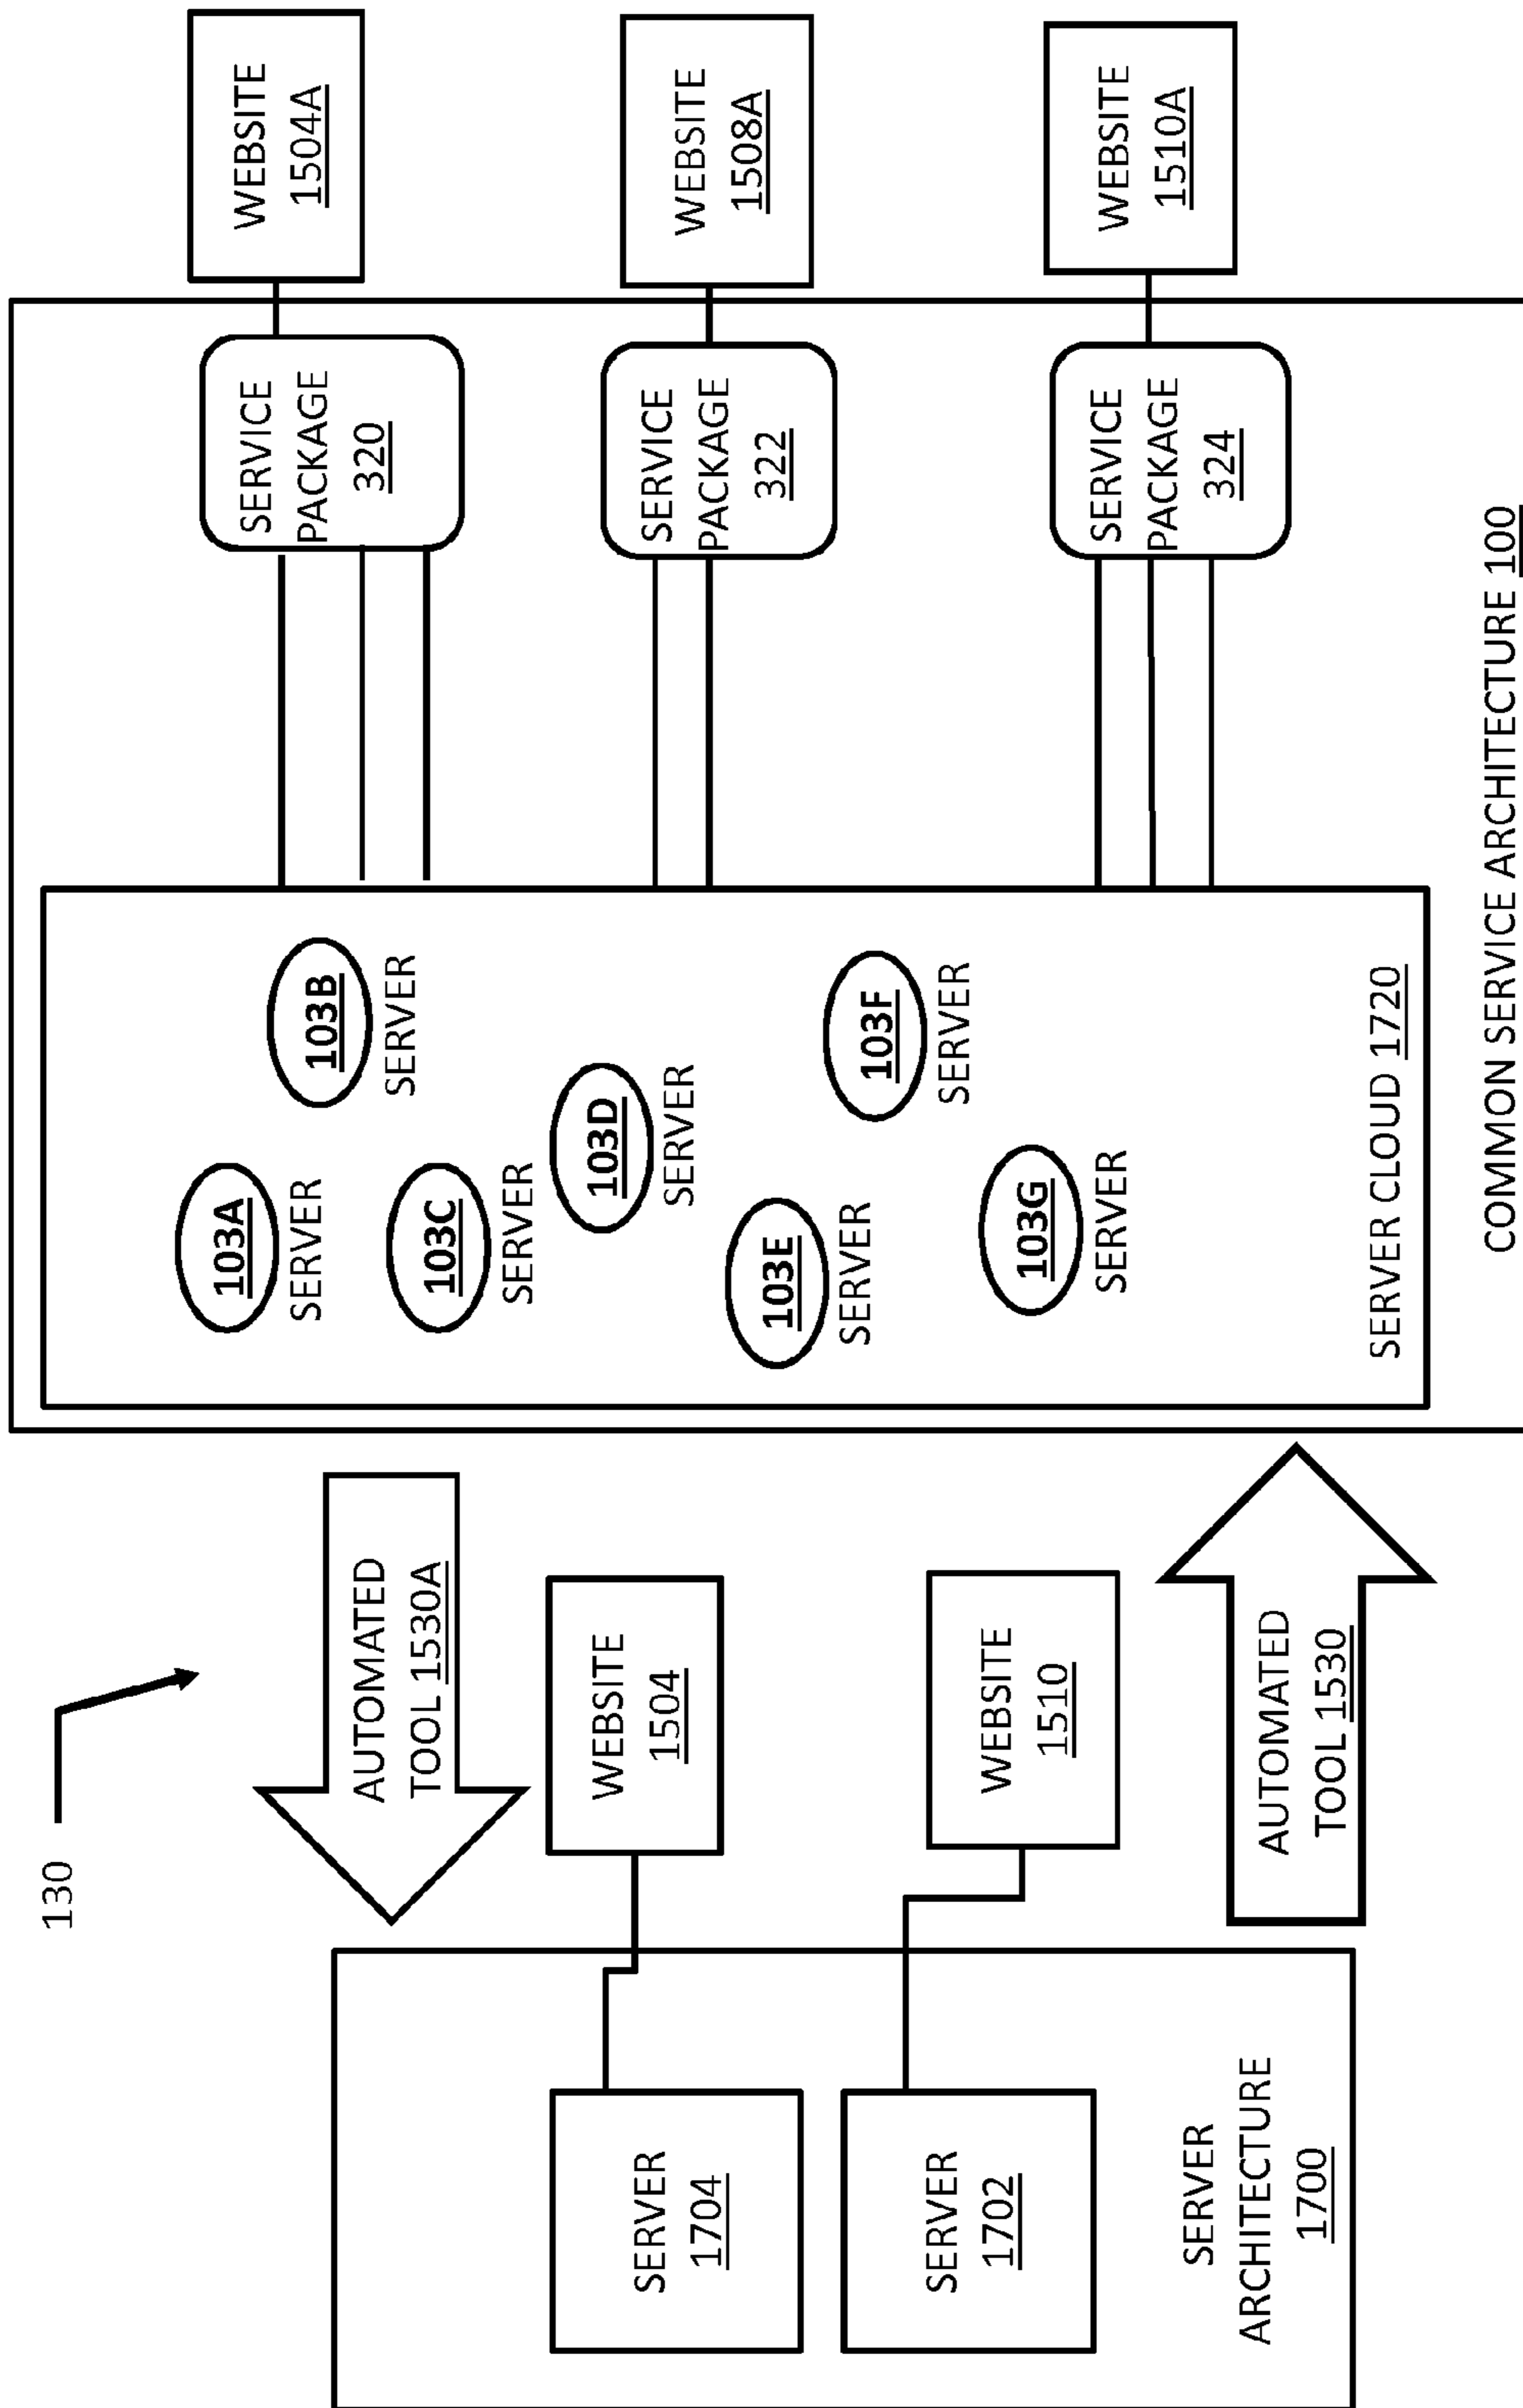 130
SERVER
1704
SERVER
1702
SERVER
ARCHITECTURE
1700
AUTOMATED
TOOL 1530A
WEBSITE
1504
WEBSITE
1510
AUTOMATED
TOOL 1530
103A
SERVER
103B
SERVER
103C
SERVER
103D
SERVER
103E
SERVER
103F
SERVER
103G
SERVER
SERVER CLOUD 1720
SERVICE
PACKAGE
320
SERVICE
PACKAGE
322
SERVICE
PACKAGE
324
COMMON SERVICE ARCHITECTURE 100
WEBSITE
1504A
WEBSITE
1508A
WEBSITE
1510A